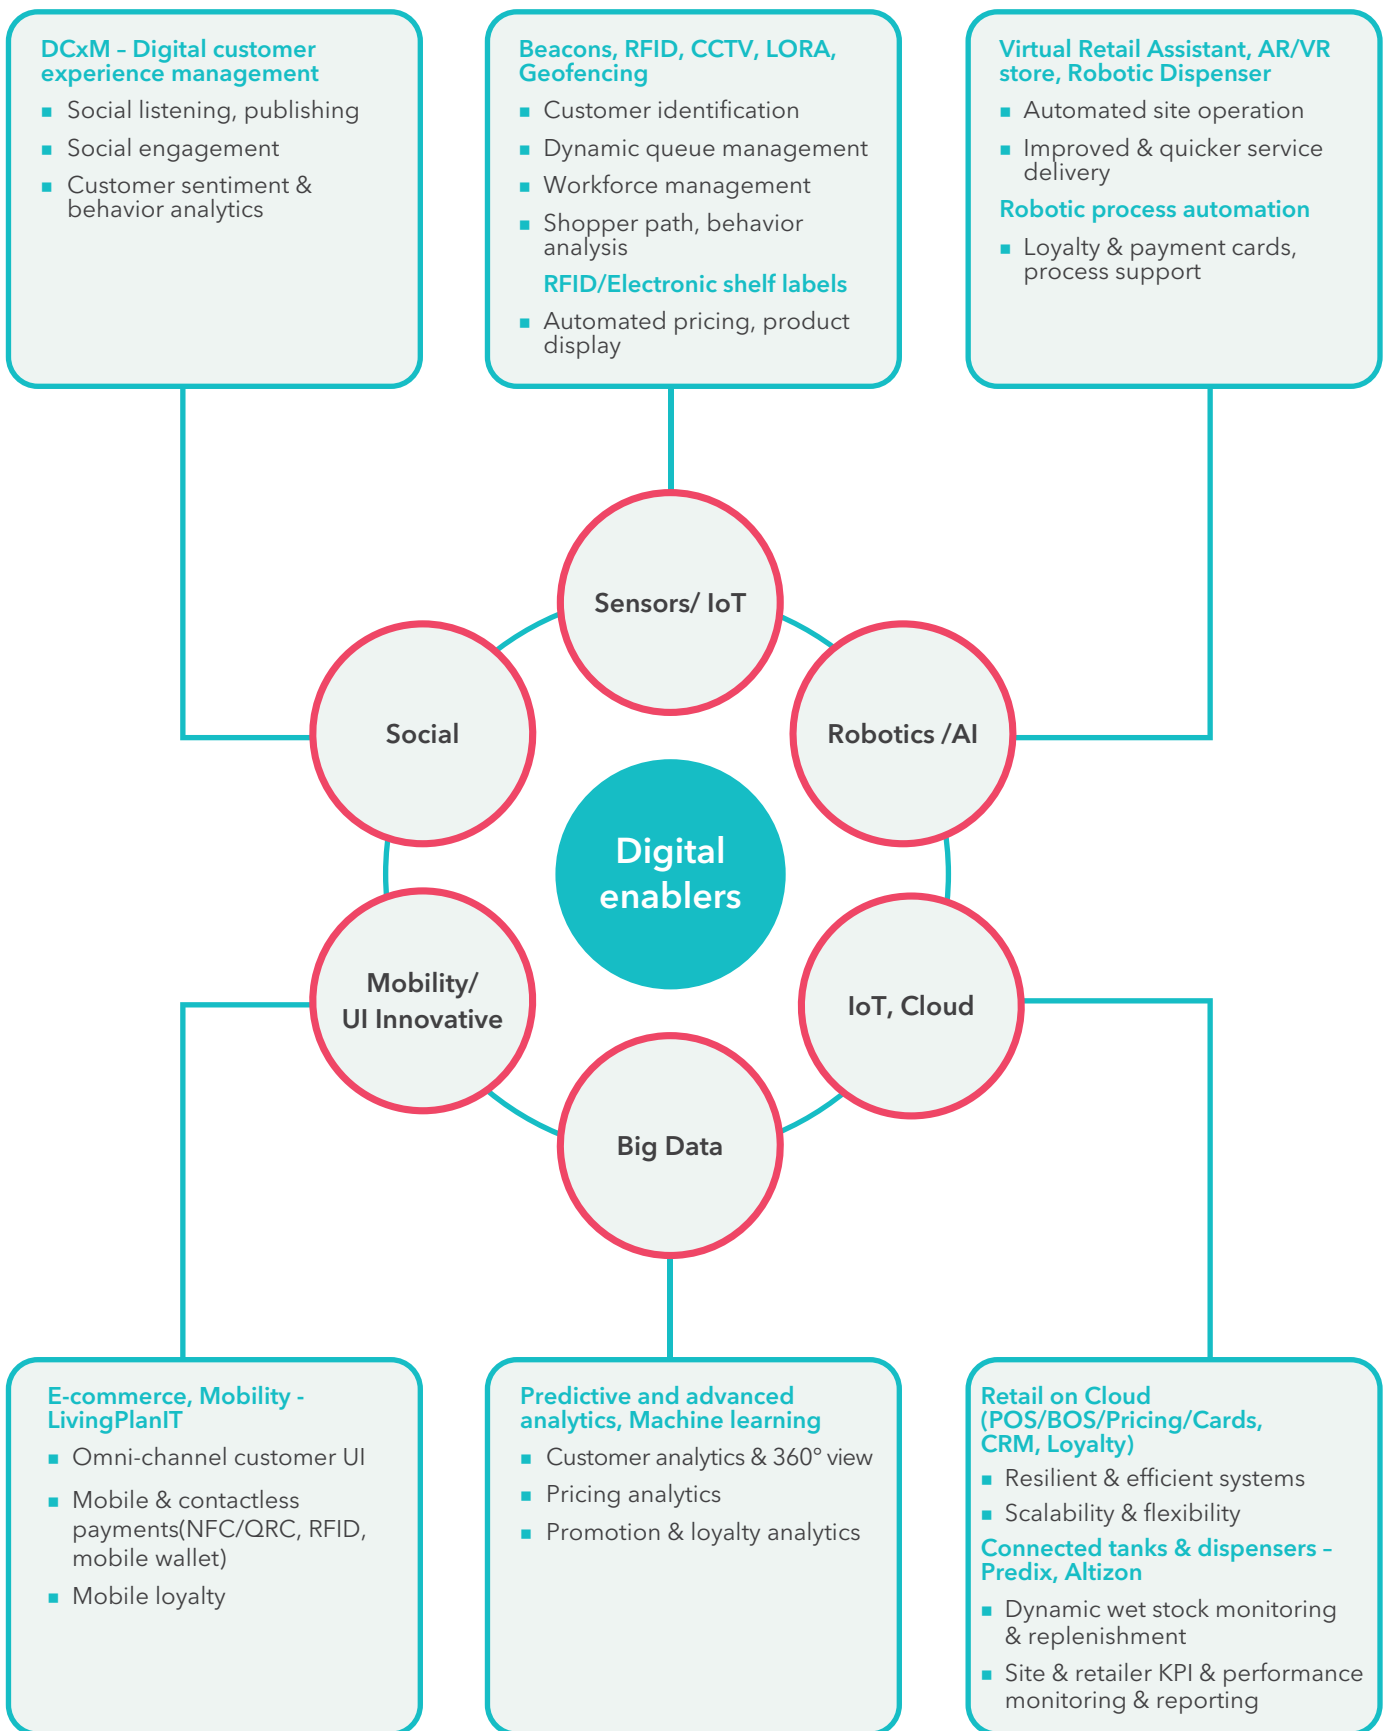 DCxM – Digital customer
experience management
Social listening, publishing
Social engagement
Customer sentiment &
behavior analytics
Beacons, RFID, CCTV, LORA,
Geofencing
Customer identification
Dynamic queue management
Workforce management
Shopper path, behavior
analysis
RFID/Electronic shelf labels
Automated pricing, product
display
Virtual Retail Assistant, AR/VR
store, Robotic Dispenser
Automated site operation
Improved & quicker service
delivery
Robotic process automation
Loyalty & payment cards,
process support
Sensors/ IoT
Social
Robotics /AI
Digital
enablers
Mobility/
UI Innovative
IoT, Cloud
Big Data
E-commerce, Mobility -
LivingPlanIT
Omni-channel customer UI
Mobile & contactless
payments(NFC/QRC, RFID,
mobile wallet)
Mobile loyalty
Predictive and advanced
analytics, Machine learning
Customer analytics & 360º view
Pricing analytics
Promotion & loyalty analytics
Retail on Cloud
(POS/BOS/Pricing/Cards,
CRM, Loyalty)
Resilient & efficient systems
Scalability & flexibility
Connected tanks & dispensers –
Predix, Altizon
Dynamic wet stock monitoring
& replenishment
Site & retailer KPI & performance
monitoring & reporting